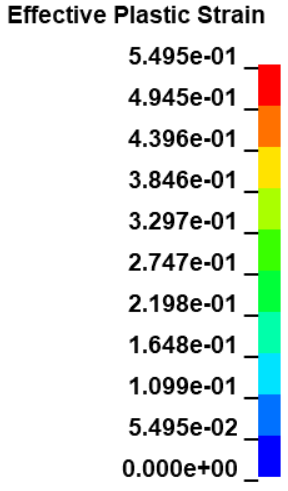 Effective Plastic Strain
5.495e-01
4.945e-01
4.396e-01
3.846e-01
3.297e-01
2.747e-01
2.198e-01
1.648e-01
1.099e-01
5.495e-02
0.000e+00